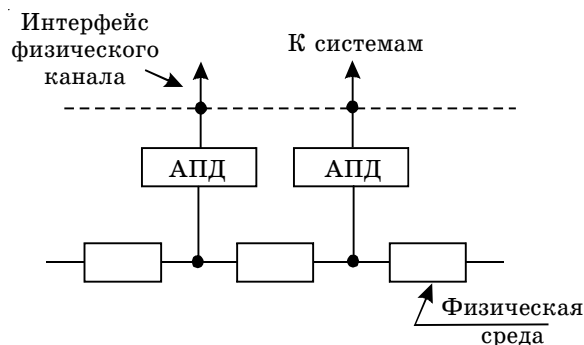 Интерфейс
физического
канала
К системам
АПД
АПД
Физическая
среда